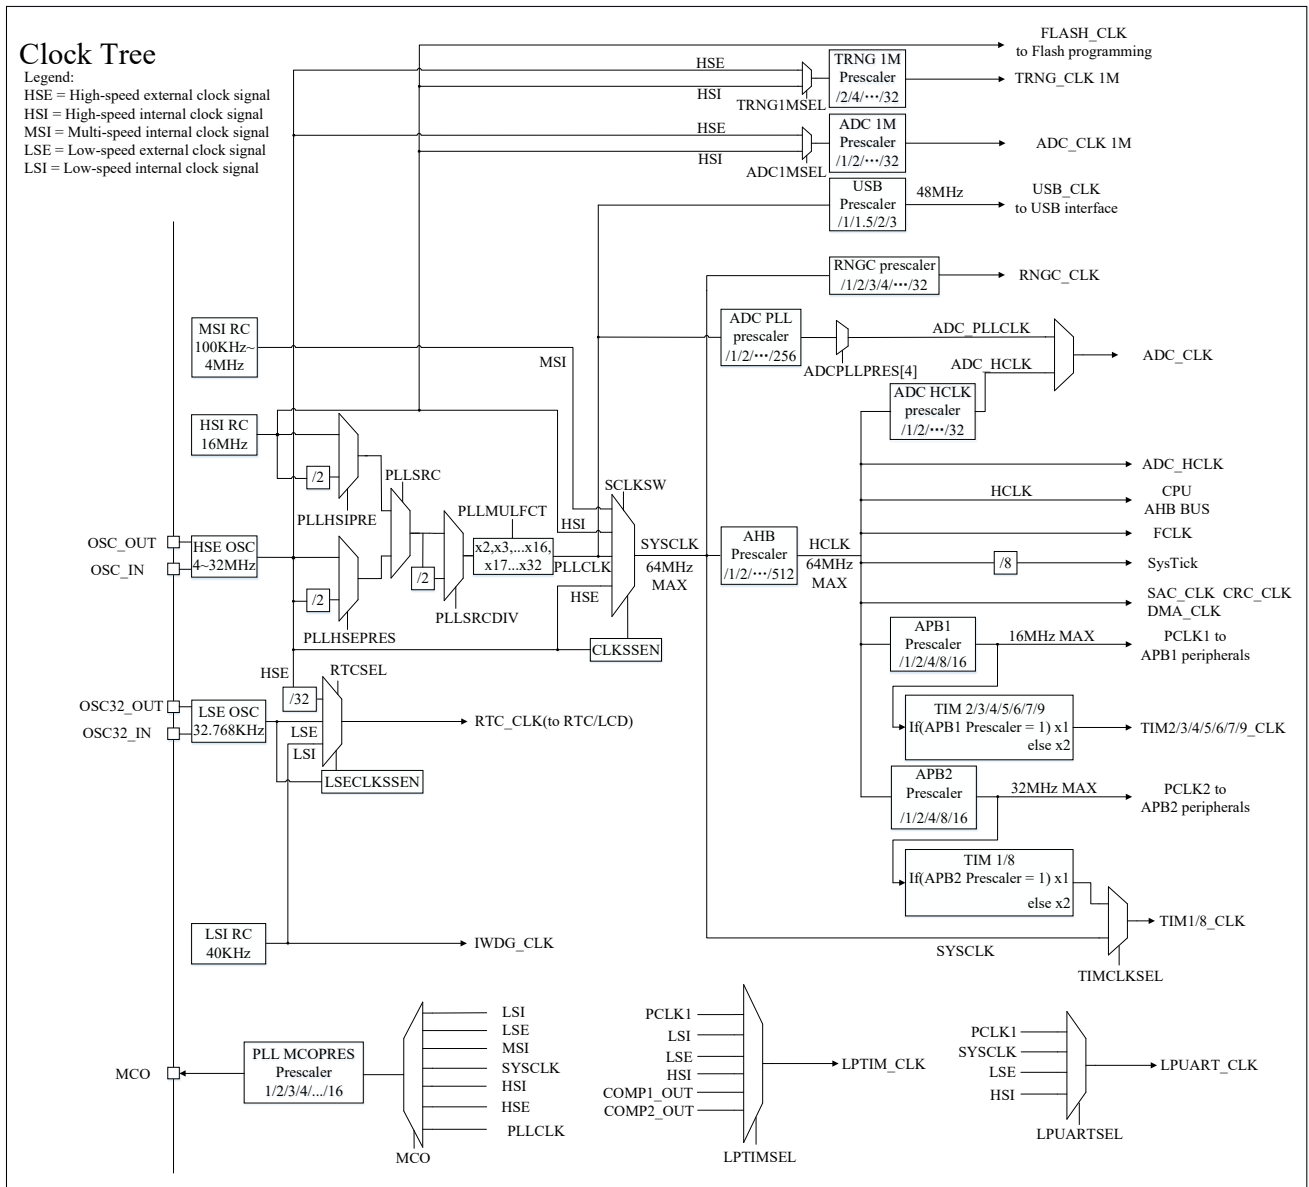 Clock Tree
Legend:
HSE = High-speed external clock signal
HSI = High-speed internal clock signal
MSI = Multi-speed internal clock signal
LSE = Low-speed external clock signal
LSI = Low-speed internal clock signal
FLASH_CLK
to Flash programming
HSE
HSI
TRNG1MSEL
TRNG 1M
Prescaler
/2/4/···/32
TRNG_CLK 1M
HSE
HSI
ADC1MSEL
ADC 1M
Prescaler
/1/2/···/32
ADC_CLK 1M
USB
Prescaler
/1/1.5/2/3
48MHz
USB_CLK
to USB interface
RNGC prescaler
/1/2/3/4/···/32
RNGC_CLK
MSI RC
100KHz~
4MHz
MSI
ADC PLL
prescaler
/1/2/···/256
ADCPLLPRES[4]
ADC_PLLCLK
ADC_HCLK
ADC_CLK
ADC HCLK
prescaler
/1/2/···/32
HSI RC
16MHz
/2
PLLHSIPRE
PLLSRC
PLLMULFCT
SCLKSW
HSI
ADC_HCLK
HCLK
CPU
AHB BUS
FCLK
OSC_OUT
OSC_IN
HSE OSC
4~32MHz
/2
PLLHSEPRES
/2
PLLSRCDIV
x2,x3,...x16,
x17...x32
PLLCLK
HSE
SYSCLK
64MHz
MAX
AHB
Prescaler
/1/2/···/512
HCLK
64MHz
MAX
/8
SysTick
SAC_CLK CRC_CLK
DMA_CLK
CLKSSEN
APB1
Prescaler
/1/2/4/8/16
16MHz MAX
PCLK1 to
APB1 peripherals
HSE
/32
RTCSEL
OSC32_OUT
OSC32_IN
LSE OSC
32.768KHz
LSE
LSI
RTC_CLK(to RTC/LCD)
LSECLKSSEN
TIM 2/3/4/5/6/7/9
If(APB1 Prescaler = 1) x1
else x2
TIM2/3/4/5/6/7/9_CLK
APB2
Prescaler
/1/2/4/8/16
32MHz MAX
PCLK2 to
APB2 peripherals
TIM 1/8
If(APB2 Prescaler = 1) x1
else x2
TIM1/8_CLK
SYSCLK
TIMCLKSEL
LSI RC
40KHz
IWDG_CLK
MCO
PLL MCOPRES
Prescaler
1/2/3/4/.../16
LSI
LSE
MSI
SYSCLK
HSI
HSE
PLLCLK
MCO
PCLK1
LSI
LSE
HSI
COMP1_OUT
COMP2_OUT
LPTIM_CLK
LPTIMSEL
PCLK1
SYSCLK
LSE
HSI
LPUART_CLK
LPUARTSEL